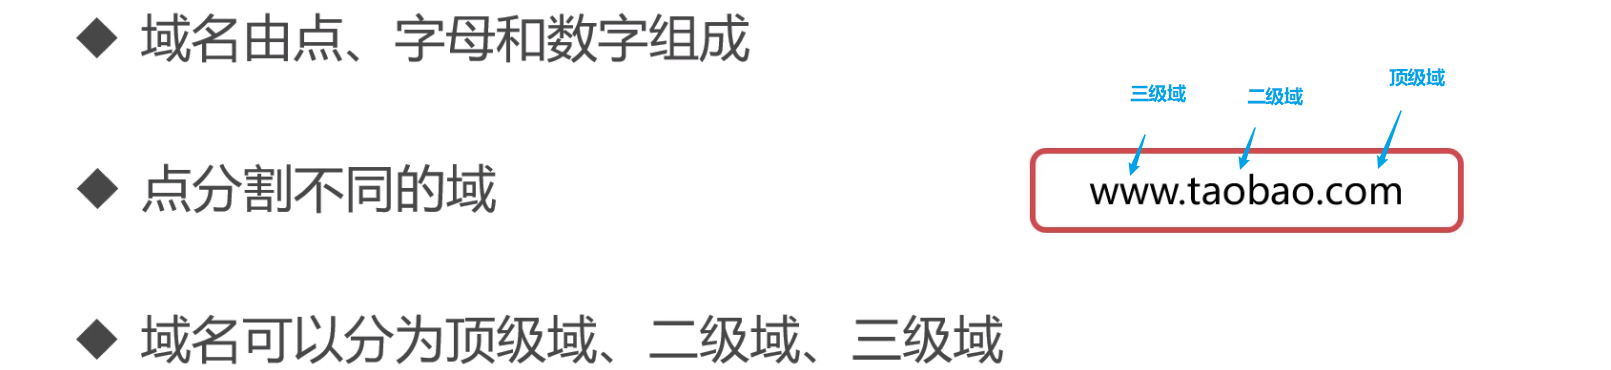 域名由点、字母和数字组成
点分割不同的域
域名可以分为顶级域、二级域、三级域
三级域
二级域
顶级域
www.taobao.com